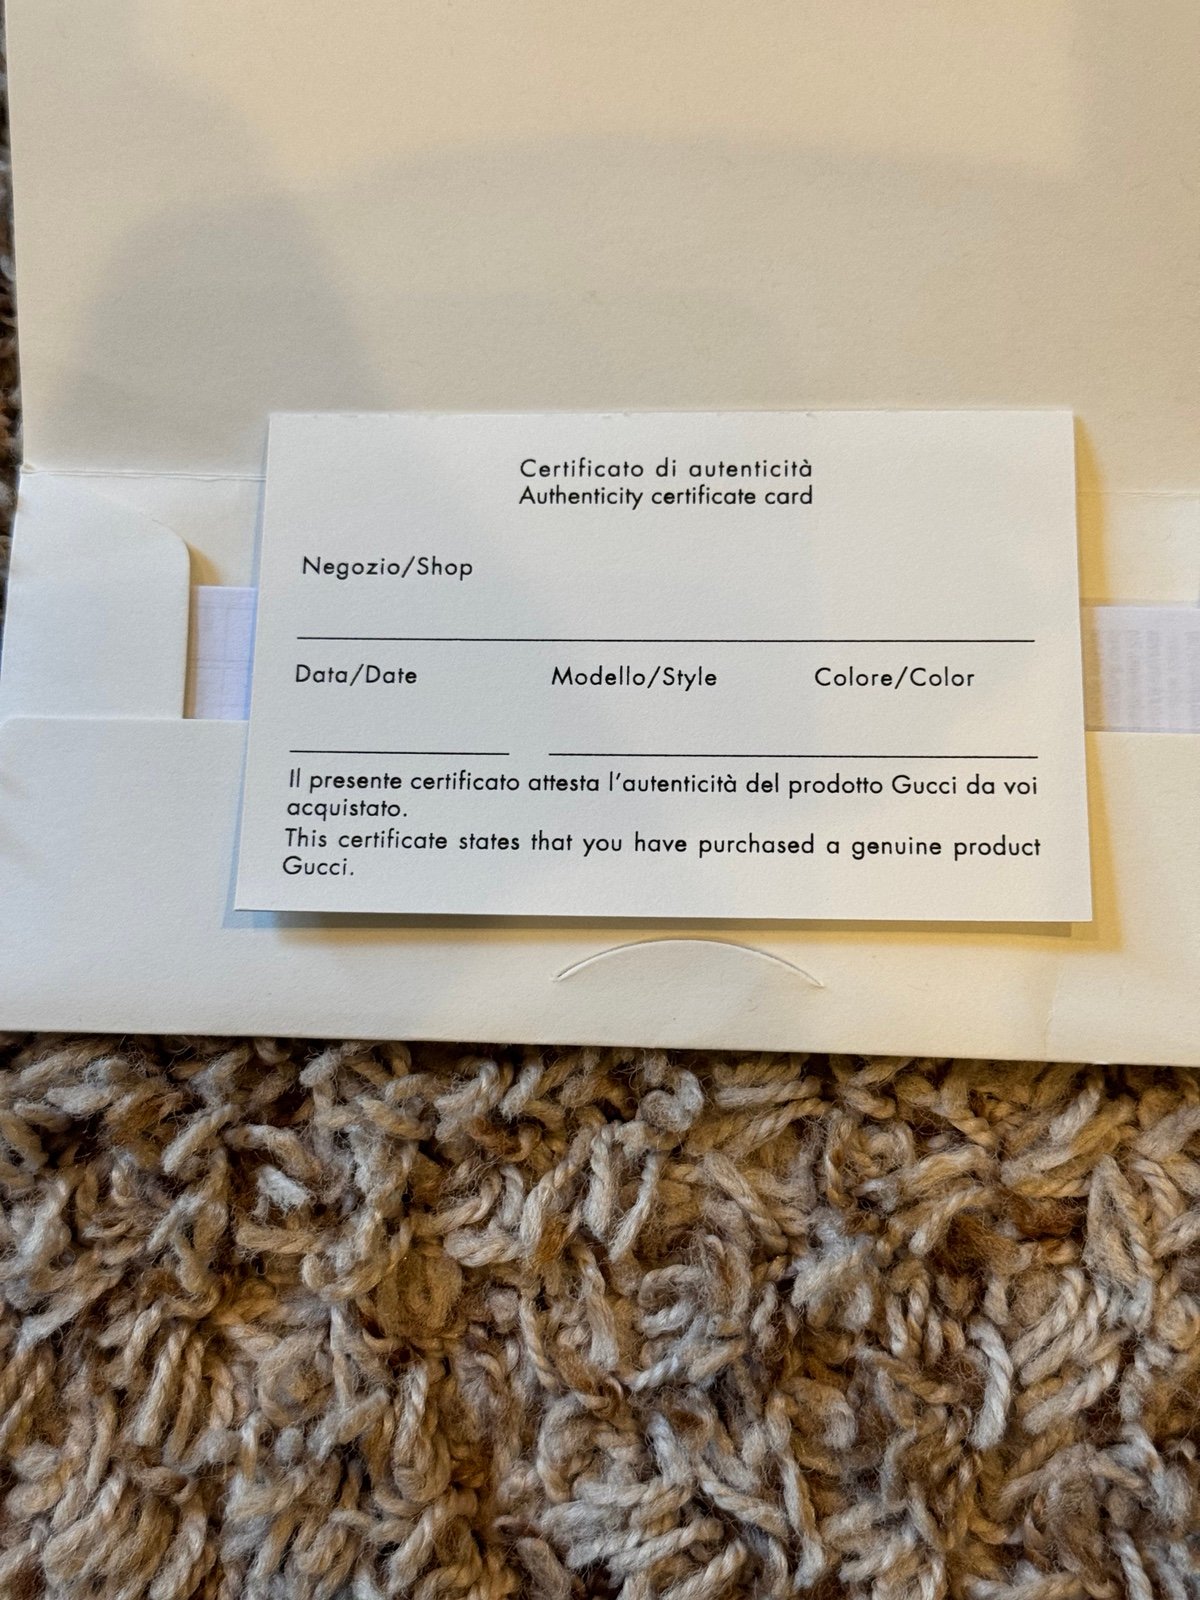 Certificato di autenticità
Authenticity certificate card
Negozio/Shop
Data/Date Modello/Style Colore/Color
Il presente certificato attesta l'autenticità del prodotto Gucci da voi
acquistato.
This certificate states that you have purchased a genuine product
Gucci.